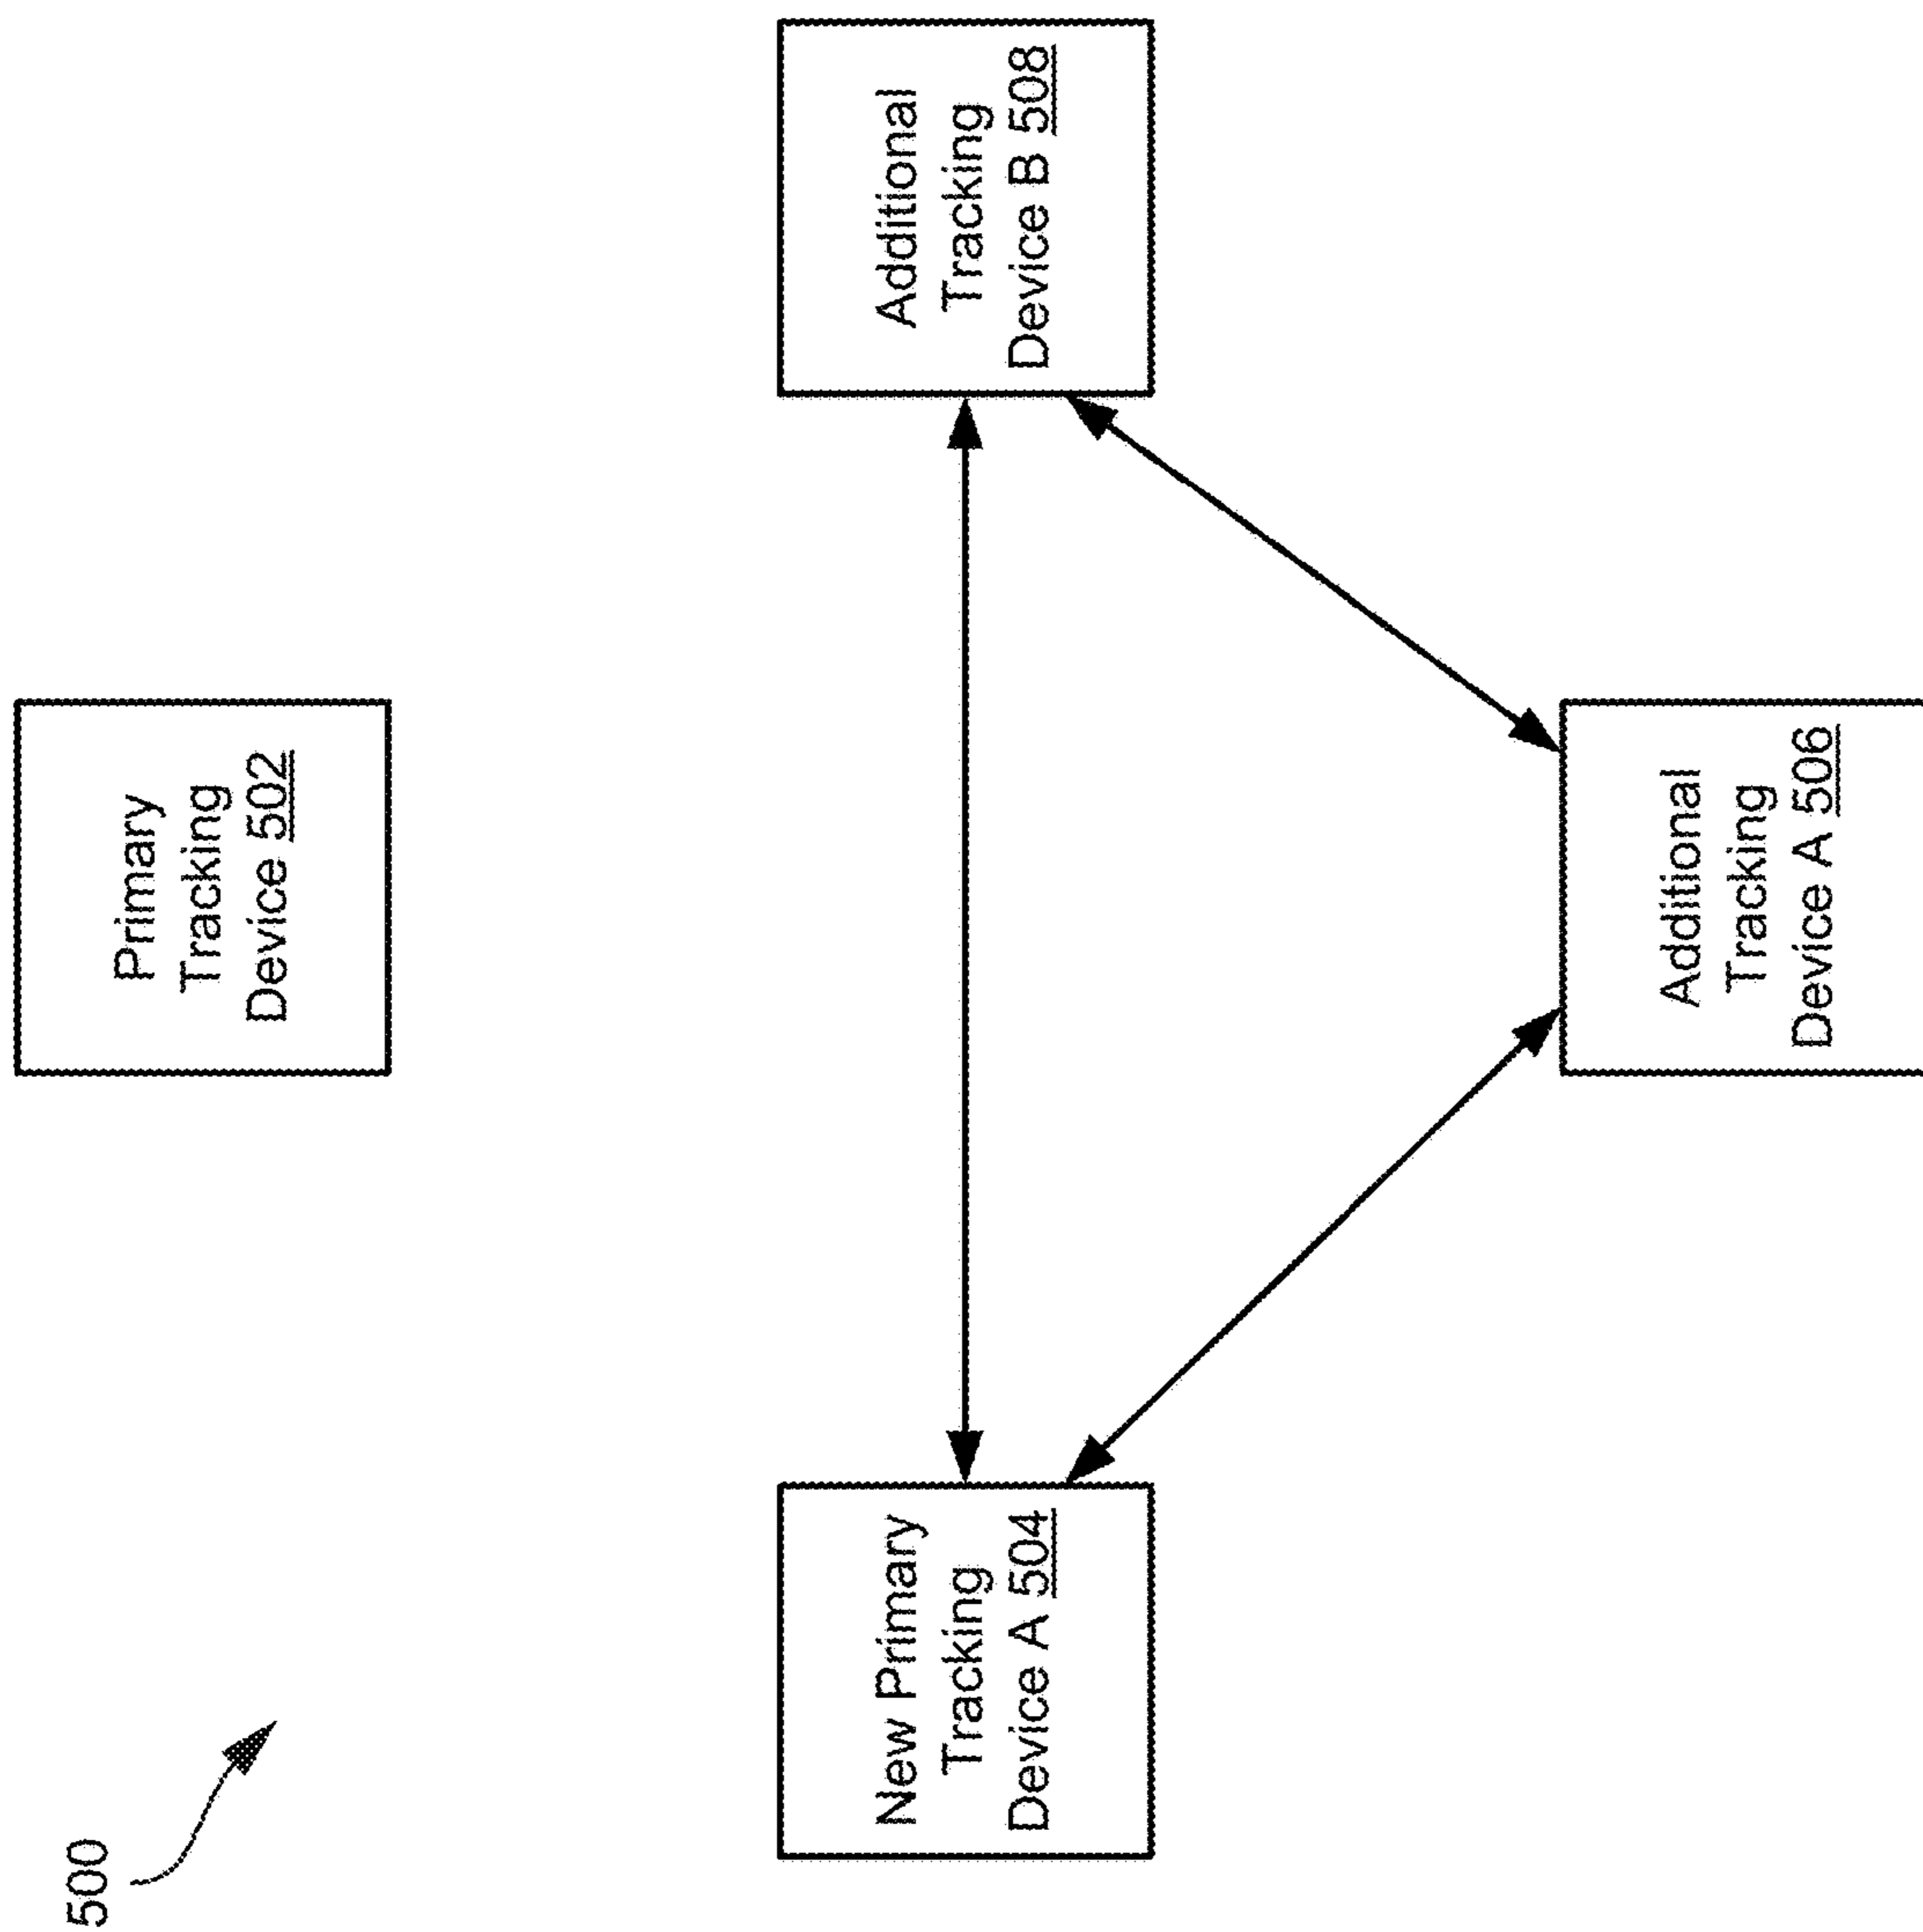 500
Primary
Tracking
Device 502
New Primary
Tracking
Device A 504
Additional
Tracking
Device B 508
Additional
Tracking
Device A 506